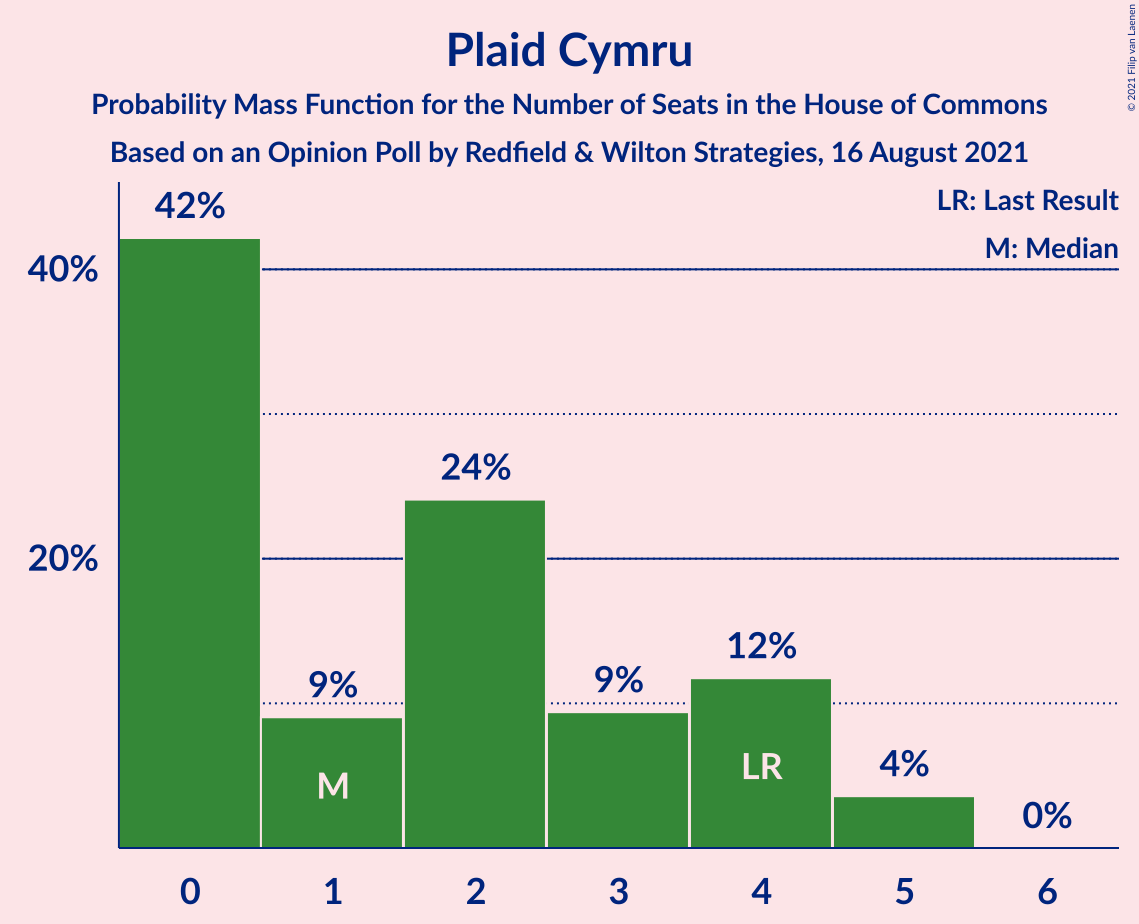 Plaid Cymru
Probability Mass Function for the Number of Seats in the House of Commons
Based on an Opinion Poll by Redfield & Wilton Strategies, 16 August 2021
© 2021 Filip van Laenen
LR: Last Result
M: Median
42%
40%
24%
20%
12%
9%
9%
4%
0%
M
LR
0 1 2 3 4 5 6